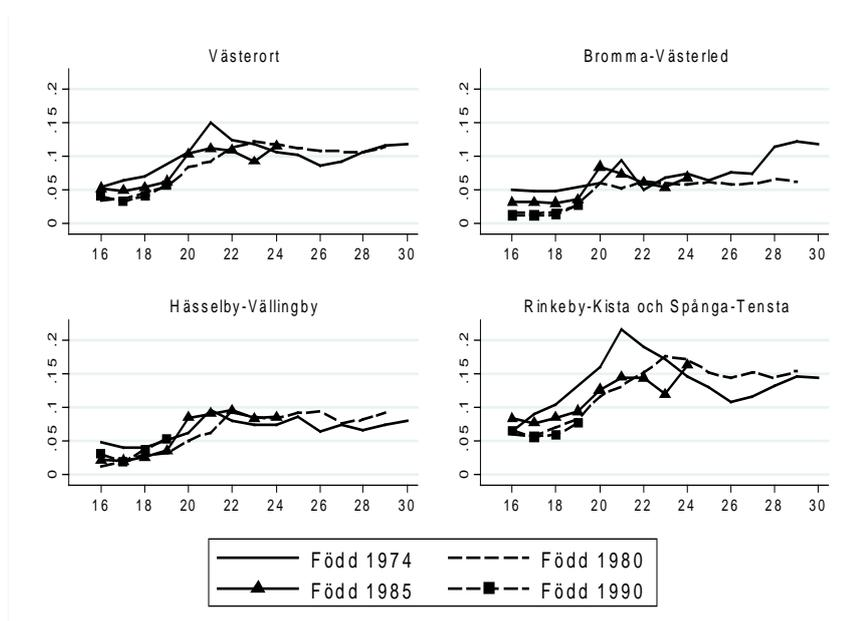 Västerort
0 .05 .1 .15 .2
16 18 20 22 24 26 28 30
Bromma-Västerled
0 .05 .1 .15 .2
16 18 20 22 24 26 28 30
Hässelby-Vällingby
0 .05 .1 .15 .2
16 18 20 22 24 26 28 30
Rinkeby-Kista och Spånga-Tensta
0 .05 .1 .15 .2
16 18 20 22 24 26 28 30
Född 1974 Född 1980
Född 1985 Född 1990